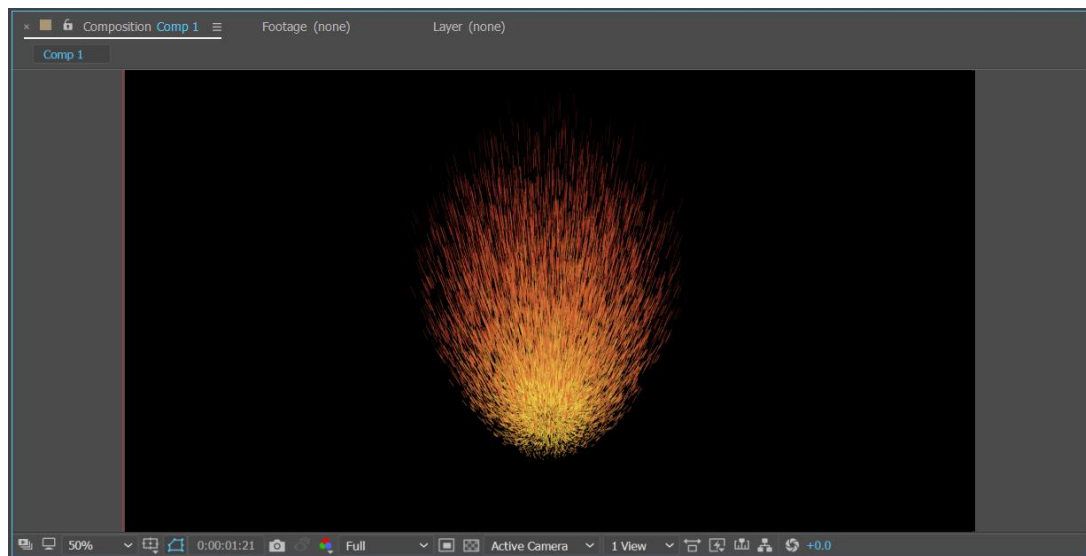 × Composition Comp 1 ≡ Footage (none) Layer (none)
Comp 1
50% 0:00:01:21 Full Active Camera 1 View +0.0